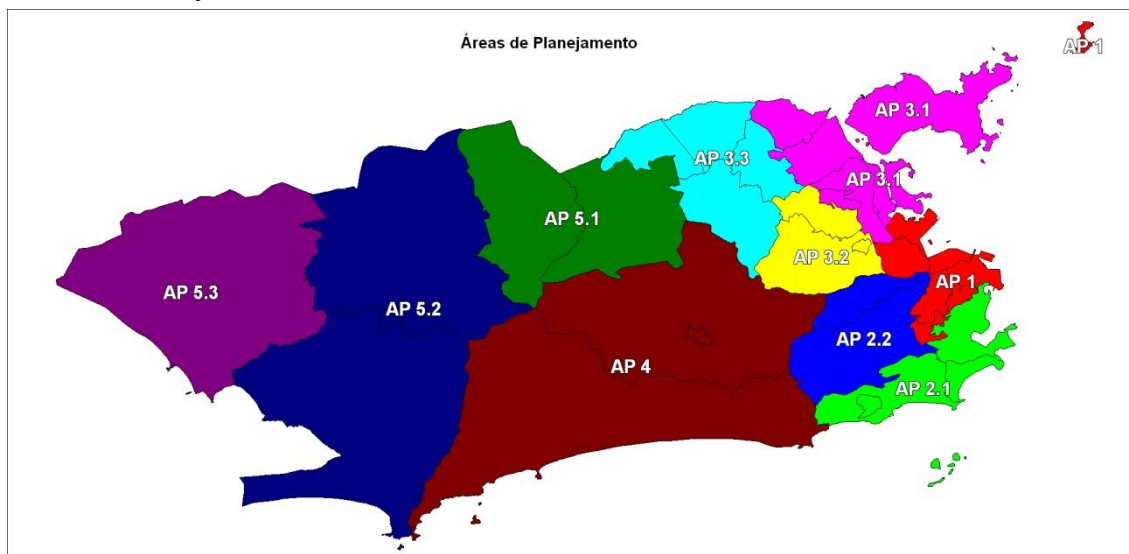 Áreas de Planejamento
AP 1
AP 3.1
AP 3.3
AP 3.1
AP 5.1
AP 3.2
AP 1
AP 5.3
AP 5.2
AP 2.2
AP 4
AP 2.1